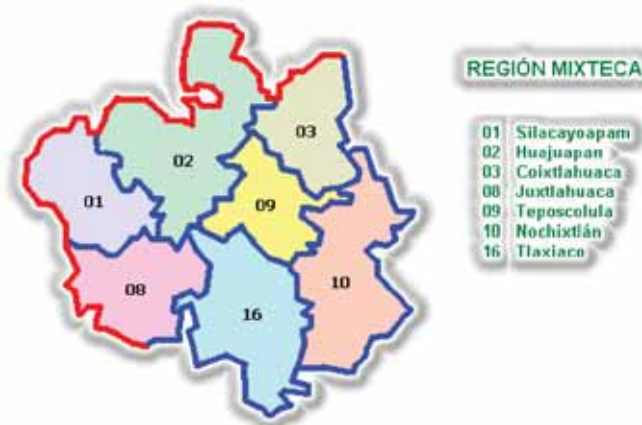 REGIÓN MIXTECA
01 Silacayoapam
02 Huajuapan
03 Coixtlahuaca
08 Juxtlahuaca
09 Teposcolula
10 Nochixtlán
16 Tlaxiaco
03
02
01
09
08
10
16